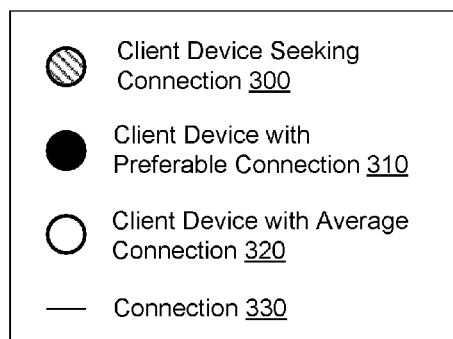 Client Device Seeking
Connection 300
Client Device with
Preferable Connection 310
Client Device with Average
Connection 320
Connection 330